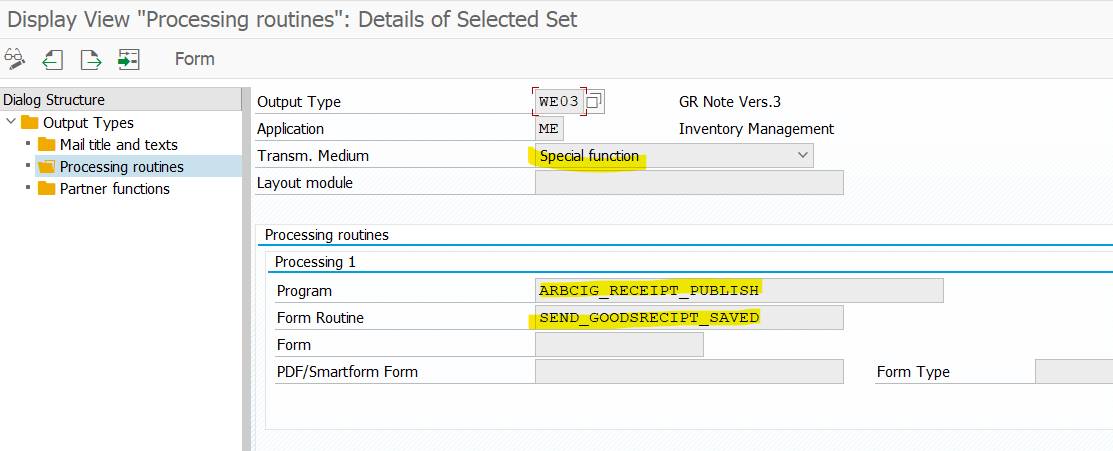 Display View "Processing routines": Details of Selected Set
Form
Dialog Structure
Output Types
Mail title and texts
Processing routines
Partner functions
Output Type WE03 GR Note Vers.3
Application ME Inventory Management
Transm. Medium Special function
Layout module
Processing routines
Processing 1
Program ARBCIG_RECEIPT_PUBLISH
Form Routine SEND_GOODSRECIPT_SAVED
Form
PDF/Smartform Form Form Type